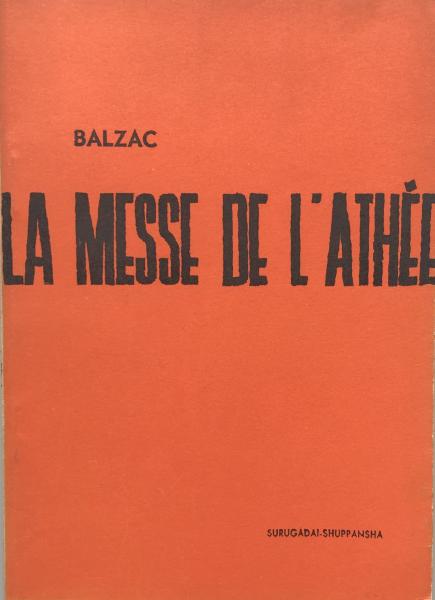 BALZAC
LA MESSE DE L'ATHÉE
SURUGADAI-SHUPPANSHA